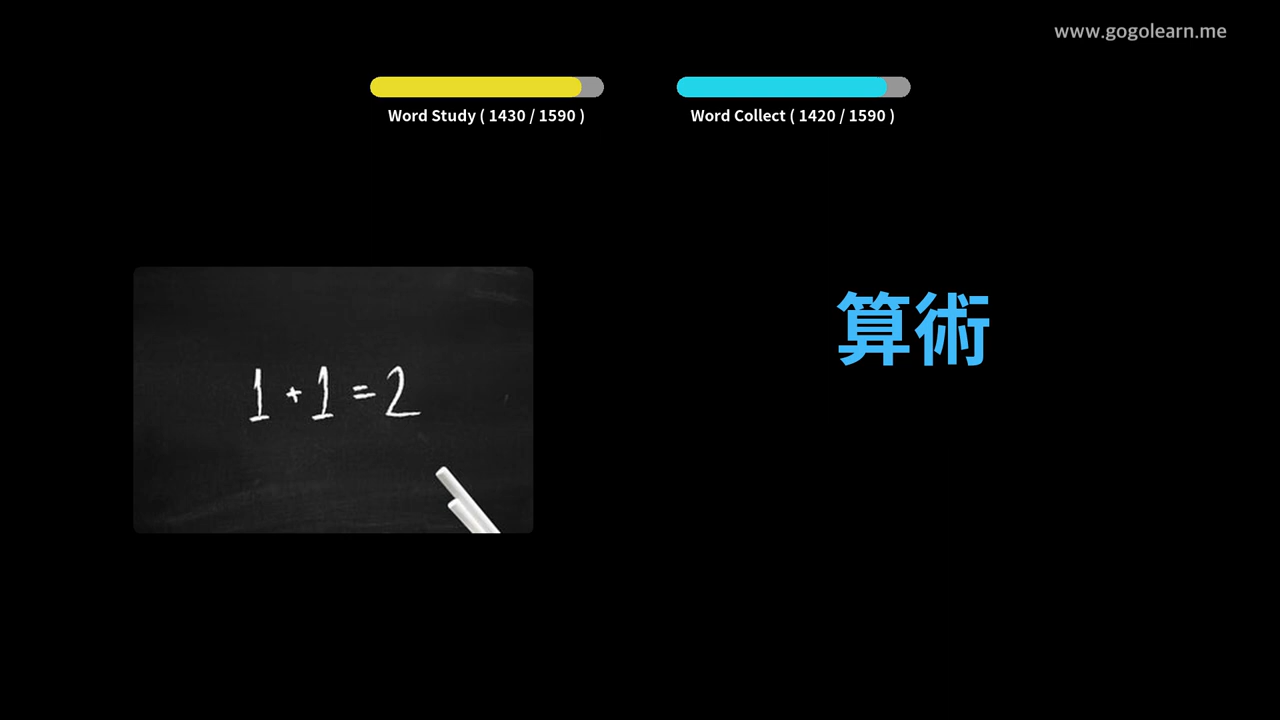 www.gogolearn.me
Word Study ( 1430 / 1590 )
Word Collect ( 1420 / 1590 )
1 + 1 = 2
算術